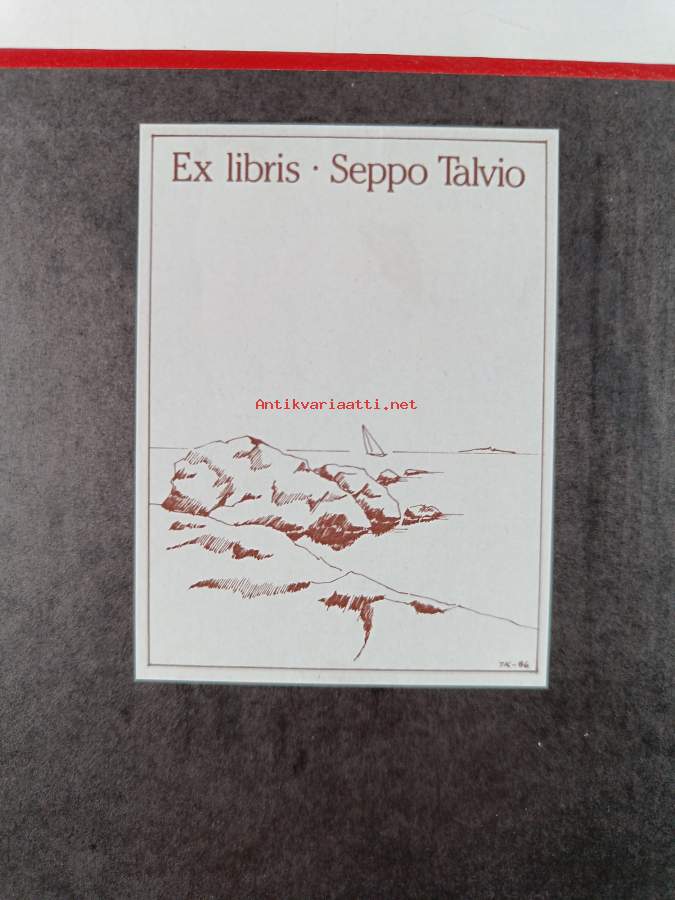 Ex libris · Seppo Talvio
Antikvariaatti.net
TK-86